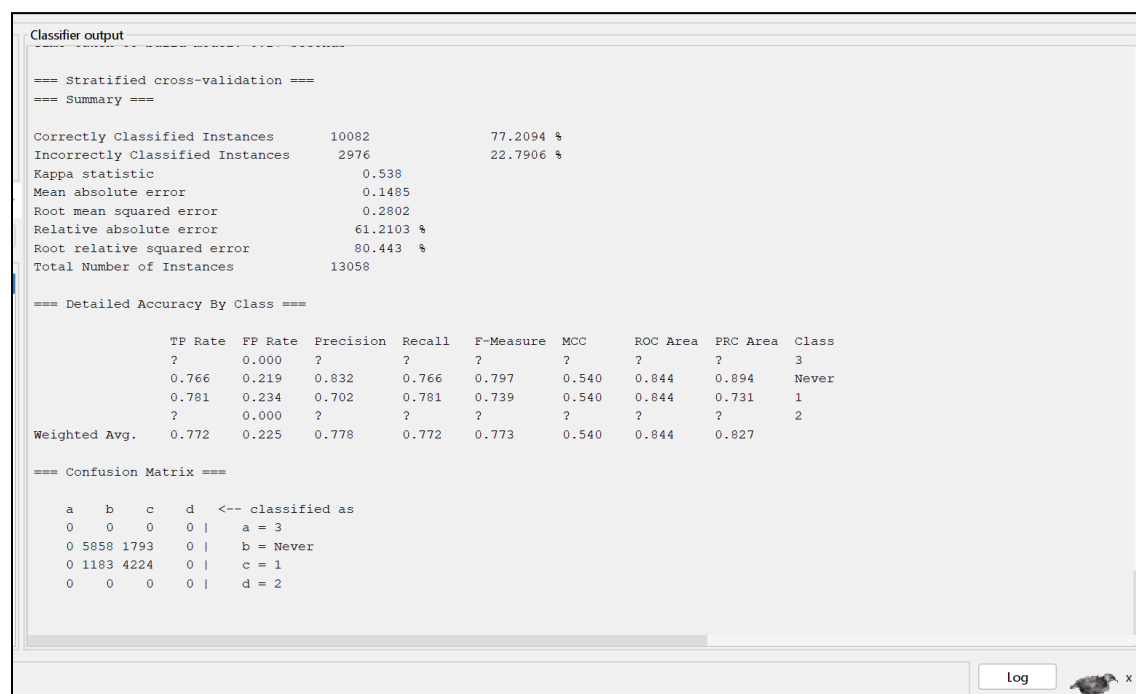 Classifier output
=== Stratified cross-validation ===
=== Summary ===
Correctly Classified Instances 10082 77.2094 %
Incorrectly Classified Instances 2976 22.7906 %
Kappa statistic 0.538
Mean absolute error 0.1485
Root mean squared error 0.2802
Relative absolute error 61.2103 %
Root relative squared error 80.443 %
Total Number of Instances 13058
=== Detailed Accuracy By Class ===
TP Rate FP Rate Precision Recall F-Measure MCC ROC Area PRC Area Class
? 0.000 ? ? ? ? ? ? 3
0.766 0.219 0.832 0.766 0.797 0.540 0.844 0.894 Never
0.781 0.234 0.702 0.781 0.739 0.540 0.844 0.731 1
? 0.000 ? ? ? ? ? ? 2
Weighted Avg. 0.772 0.225 0.778 0.772 0.773 0.540 0.844 0.827
=== Confusion Matrix ===
a b c d <-- classified as
0 0 0 0 | a = 3
0 5858 1793 0 | b = Never
0 1183 4224 0 | c = 1
0 0 0 0 | d = 2
Log
x